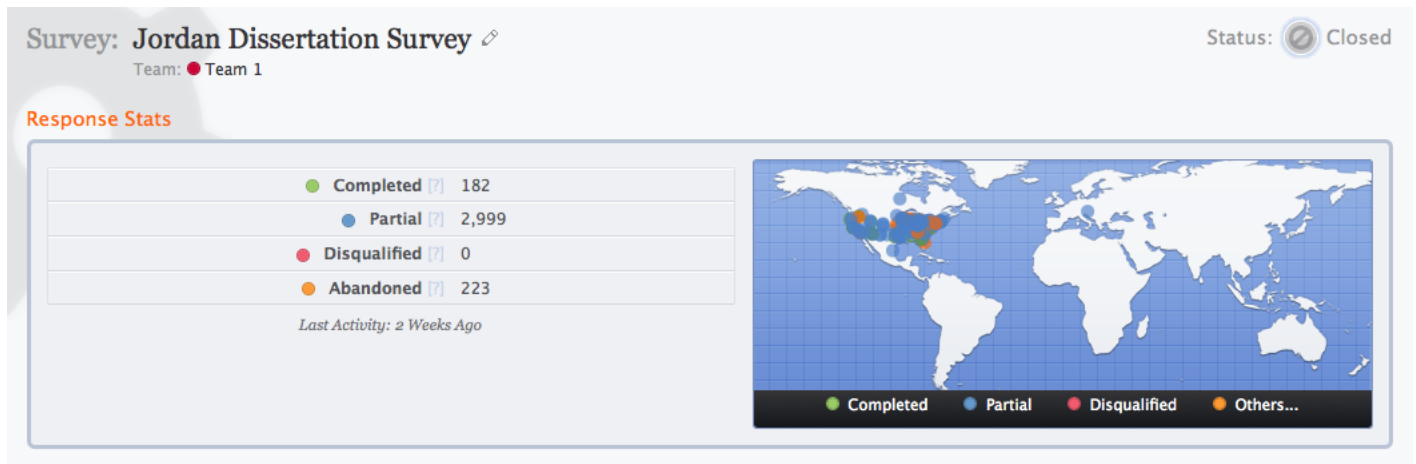 Survey: Jordan Dissertation Survey
Status: Closed
Team: Team 1
Response Stats
Completed [?] 182
Partial [?] 2,999
Disqualified [?] 0
Abandoned [?] 223
Last Activity: 2 Weeks Ago
Completed Partial Disqualified Others...